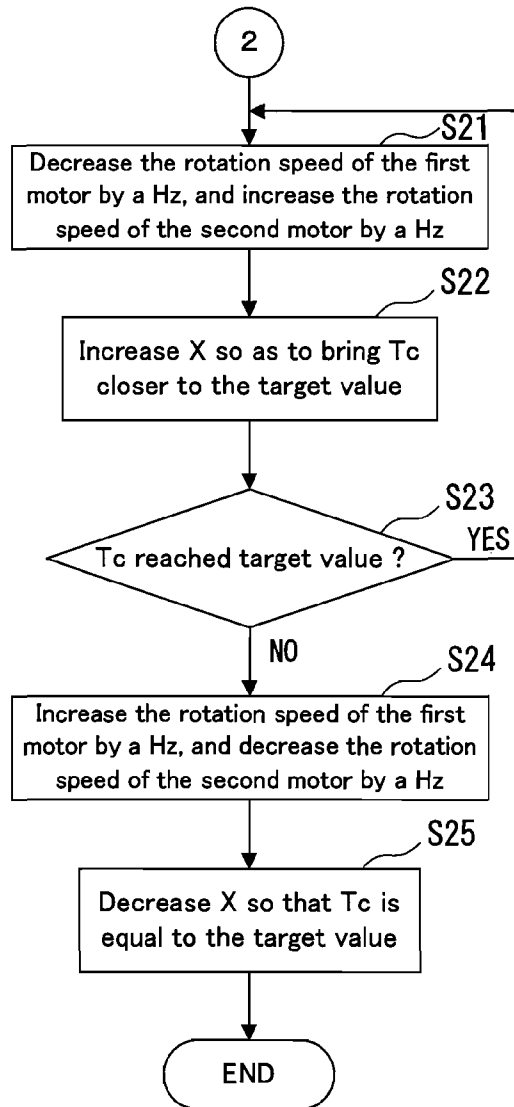 2
S21
Decrease the rotation speed of the first
motor by a Hz, and increase the rotation
speed of the second motor by a Hz
S22
Increase X so as to bring Tc
closer to the target value
S23
Tc reached target value ?
YES
NO
S24
Increase the rotation speed of the first
motor by a Hz, and decrease the rotation
speed of the second motor by a Hz
S25
Decrease X so that Tc is
equal to the target value
END